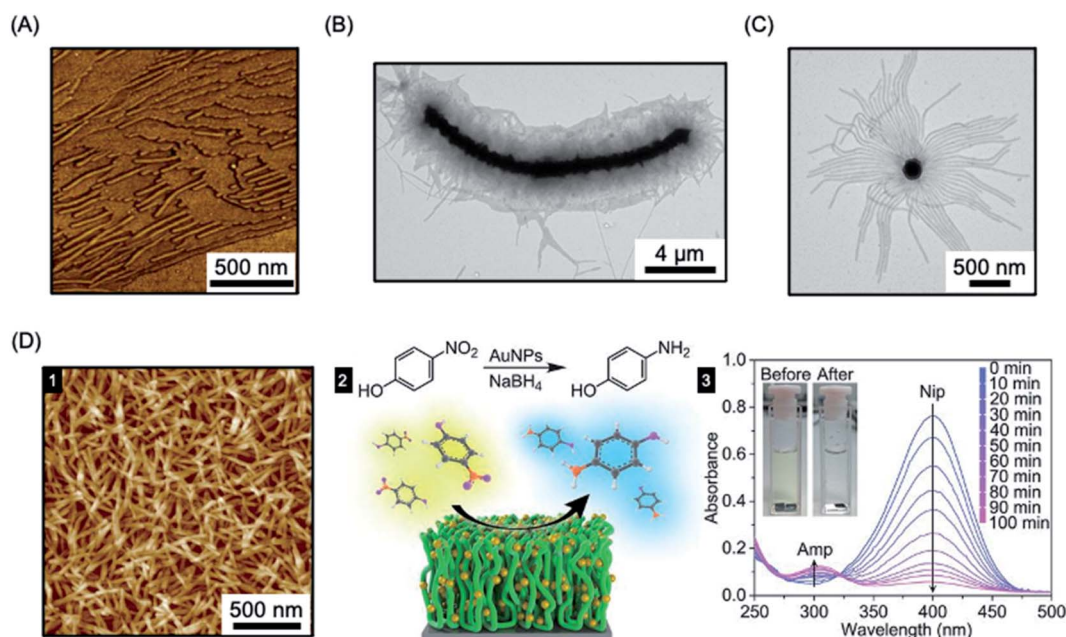 (A)
500 nm
(B)
4 µm
(C)
500 nm
(D)
1
500 nm
2
NO₂
HO
AuNPs
NaBH₄
NH₂
HO
3
Absorbance
1.0
0.8
0.6
0.4
0.2
0.0
Before After
Nip
Amp
0 min
10 min
20 min
30 min
40 min
50 min
60 min
70 min
80 min
90 min
100 min
250 300 350 400 450 500
Wavelength (nm)